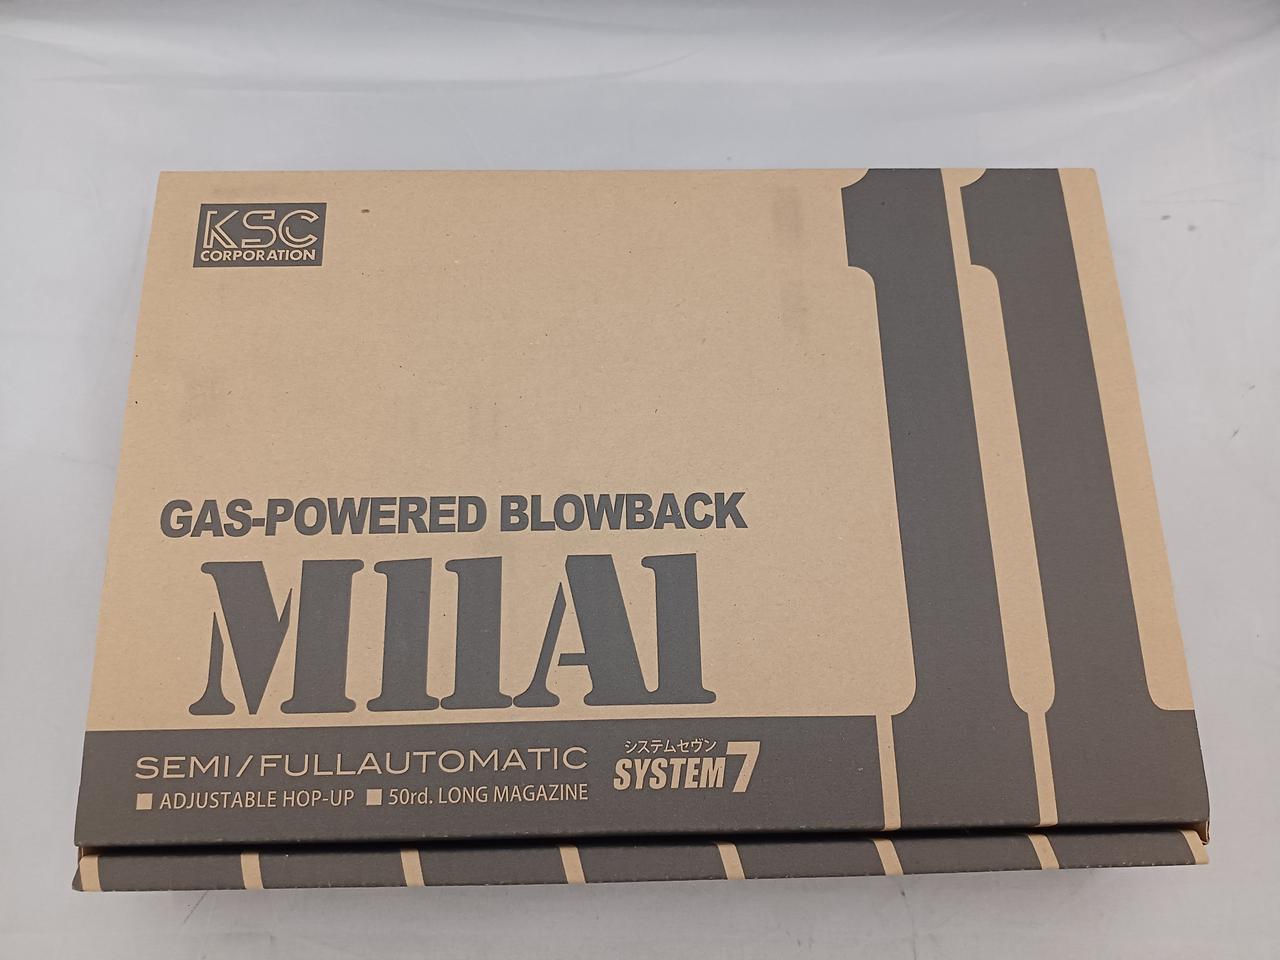 KSC
CORPORATION
11
GAS-POWERED BLOWBACK
M11A1
SEMI/FULLAUTOMATIC
システムセヴン
SYSTEM 7
■ ADJUSTABLE HOP-UP ■ 50rd. LONG MAGAZINE